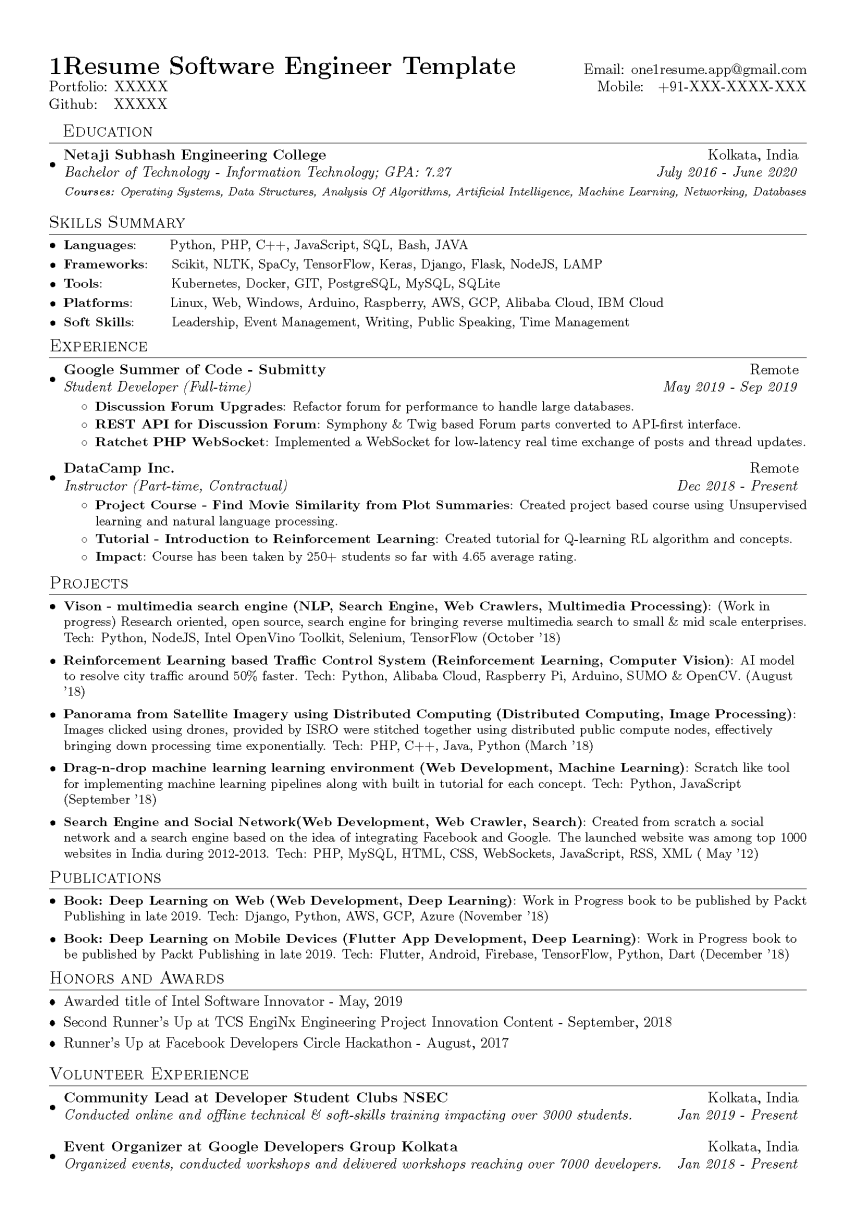 1Resume Software Engineer Template
Email: one1resume.app@gmail.com
Portfolio: XXXXX
Mobile: +91-XXX-XXXX-XXX
Github: XXXXX
Education
• Netaji Subhash Engineering College Kolkata, India
Bachelor of Technology - Information Technology; GPA: 7.27 July 2016 - June 2020
Courses: Operating Systems, Data Structures, Analysis Of Algorithms, Artificial Intelligence, Machine Learning, Networking, Databases
Skills Summary
• Languages: Python, PHP, C++, JavaScript, SQL, Bash, JAVA
• Frameworks: Scikit, NLTK, SpaCy, TensorFlow, Keras, Django, Flask, NodeJS, LAMP
• Tools: Kubernetes, Docker, GIT, PostgreSQL, MySQL, SQLite
• Platforms: Linux, Web, Windows, Arduino, Raspberry, AWS, GCP, Alibaba Cloud, IBM Cloud
• Soft Skills: Leadership, Event Management, Writing, Public Speaking, Time Management
Experience
• Google Summer of Code - Submitty Remote
Student Developer (Full-time) May 2019 - Sep 2019
◦ Discussion Forum Upgrades: Refactor forum for performance to handle large databases.
◦ REST API for Discussion Forum: Symphony & Twig based Forum parts converted to API-first interface.
◦ Ratchet PHP WebSocket: Implemented a WebSocket for low-latency real time exchange of posts and thread updates.
• DataCamp Inc. Remote
Instructor (Part-time, Contractual) Dec 2018 - Present
◦ Project Course - Find Movie Similarity from Plot Summaries: Created project based course using Unsupervised
learning and natural language processing.
◦ Tutorial - Introduction to Reinforcement Learning: Created tutorial for Q-learning RL algorithm and concepts.
◦ Impact: Course has been taken by 250+ students so far with 4.65 average rating.
Projects
• Vison - multimedia search engine (NLP, Search Engine, Web Crawlers, Multimedia Processing): (Work in
progress) Research oriented, open source, search engine for bringing reverse multimedia search to small & mid scale enterprises.
Tech: Python, NodeJS, Intel OpenVino Toolkit, Selenium, TensorFlow (October '18)
• Reinforcement Learning based Traffic Control System (Reinforcement Learning, Computer Vision): AI model
to resolve city traffic around 50% faster. Tech: Python, Alibaba Cloud, Raspberry Pi, Arduino, SUMO & OpenCV. (August
'18)
• Panorama from Satellite Imagery using Distributed Computing (Distributed Computing, Image Processing):
Images clicked using drones, provided by ISRO were stitched together using distributed public compute nodes, effectively
bringing down processing time exponentially. Tech: PHP, C++, Java, Python (March '18)
• Drag-n-drop machine learning learning environment (Web Development, Machine Learning): Scratch like tool
for implementing machine learning pipelines along with built in tutorial for each concept. Tech: Python, JavaScript
(September '18)
• Search Engine and Social Network(Web Development, Web Crawler, Search): Created from scratch a social
network and a search engine based on the idea of integrating Facebook and Google. The launched website was among top 1000
websites in India during 2012-2013. Tech: PHP, MySQL, HTML, CSS, WebSockets, JavaScript, RSS, XML ( May '12)
Publications
• Book: Deep Learning on Web (Web Development, Deep Learning): Work in Progress book to be published by Packt
Publishing in late 2019. Tech: Django, Python, AWS, GCP, Azure (November '18)
• Book: Deep Learning on Mobile Devices (Flutter App Development, Deep Learning): Work in Progress book to
be published by Packt Publishing in late 2019. Tech: Flutter, Android, Firebase, TensorFlow, Python, Dart (December '18)
Honors and Awards
• Awarded title of Intel Software Innovator - May, 2019
• Second Runner's Up at TCS EngiNx Engineering Project Innovation Content - September, 2018
• Runner's Up at Facebook Developers Circle Hackathon - August, 2017
Volunteer Experience
• Community Lead at Developer Student Clubs NSEC Kolkata, India
Conducted online and offline technical & soft-skills training impacting over 3000 students. Jan 2019 - Present
• Event Organizer at Google Developers Group Kolkata Kolkata, India
Organized events, conducted workshops and delivered workshops reaching over 7000 developers. Jan 2018 - Present